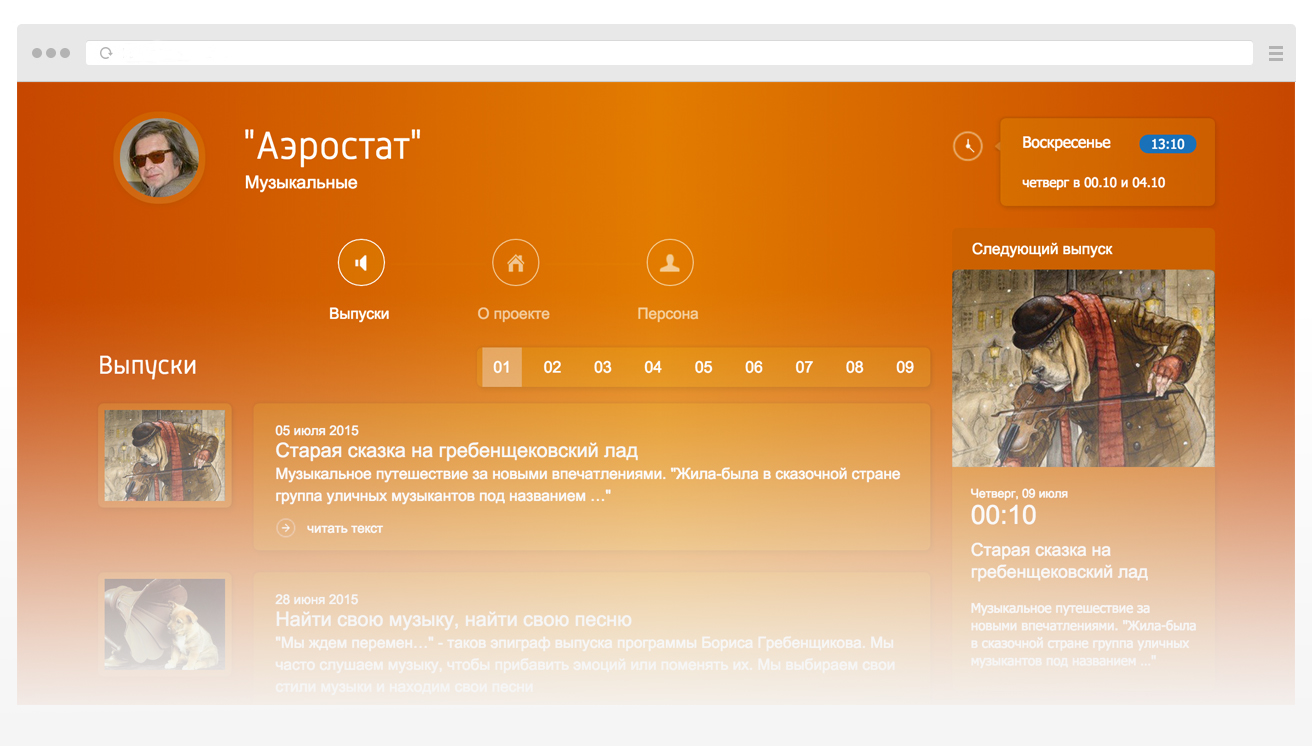 "Аэростат"
Музыкальные
Воскресенье 13:10
четверг в 00.10 и 04.10
Выпуски
О проекте
Персона
Следующий выпуск
Выпуски
01 02 03 04 05 06 07 08 09
05 июля 2015
Старая сказка на гребенщековский лад
Музыкальное путешествие за новыми впечатлениями. "Жила-была в сказочной стране
группа уличных музыкантов под названием ..."
читать текст
28 июня 2015
Найти свою музыку, найти свою песню
"Мы ждем перемен..." - таков эпиграф выпуска программы Бориса Гребенщикова. Мы
часто слушаем музыку, чтобы прибавить эмоций или поменять их. Мы выбираем свои
стили музыки и находим свои песни
Четверг, 09 июля
00:10
Старая сказка на
гребенщековский лад
Музыкальное путешествие за
новыми впечатлениями. "Жила-была
в сказочной стране группа уличных
музыкантов под названием ..."